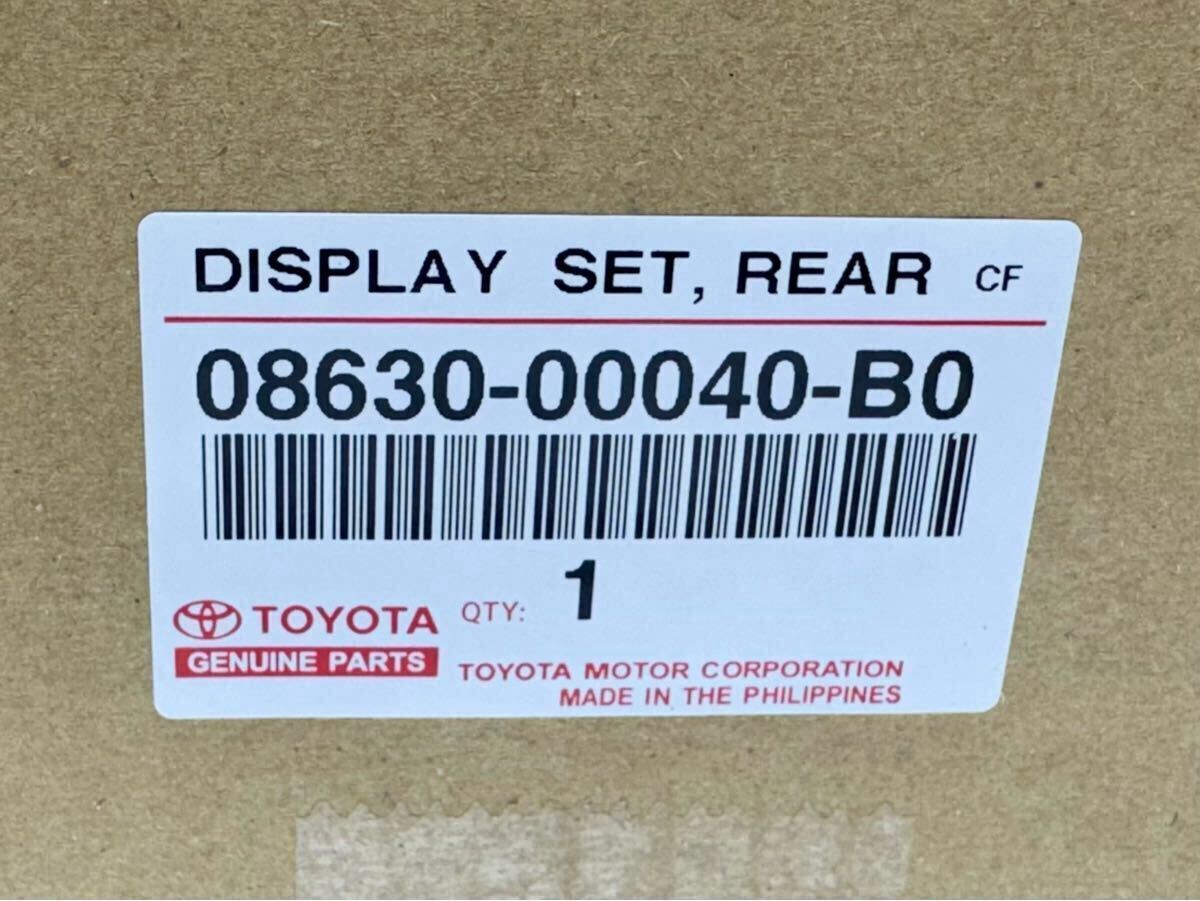 DISPLAY SET, REAR CF
08630-00040-B0
QTY: 1
TOYOTA
GENUINE PARTS
TOYOTA MOTOR CORPORATION
MADE IN THE PHILIPPINES